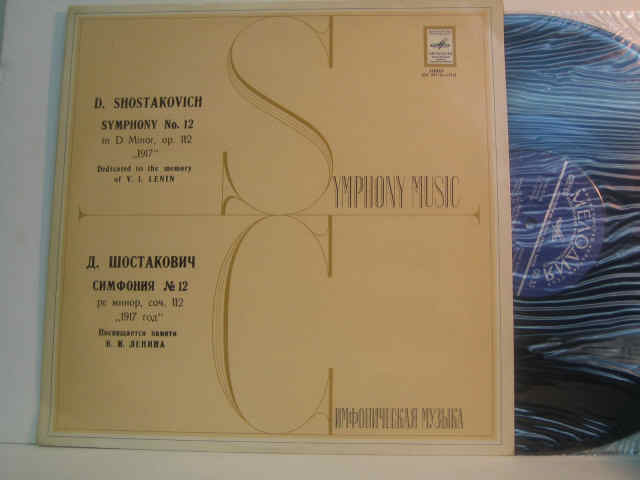 D. SHOSTAKOVICH
SYMPHONY No. 12
in D Minor, op. 112
„1917”
Dedicated to the memory
of V. I. LENIN
SYMPHONY MUSIC
Д. ШОСТАКОВИЧ
СИМФОНИЯ № 12
ре минор, соч. 112
„1917 год”
Посвящается памяти
В. И. ЛЕНИНА
СИМФОНИЧЕСКАЯ МУЗЫКА
МЕЛОДИЯ